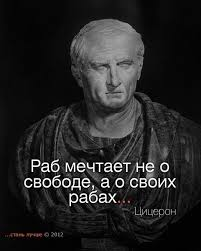 Раб мечтает не о
свободе, а о своих
рабах...
- Цицерон
...стань лучше © 2012